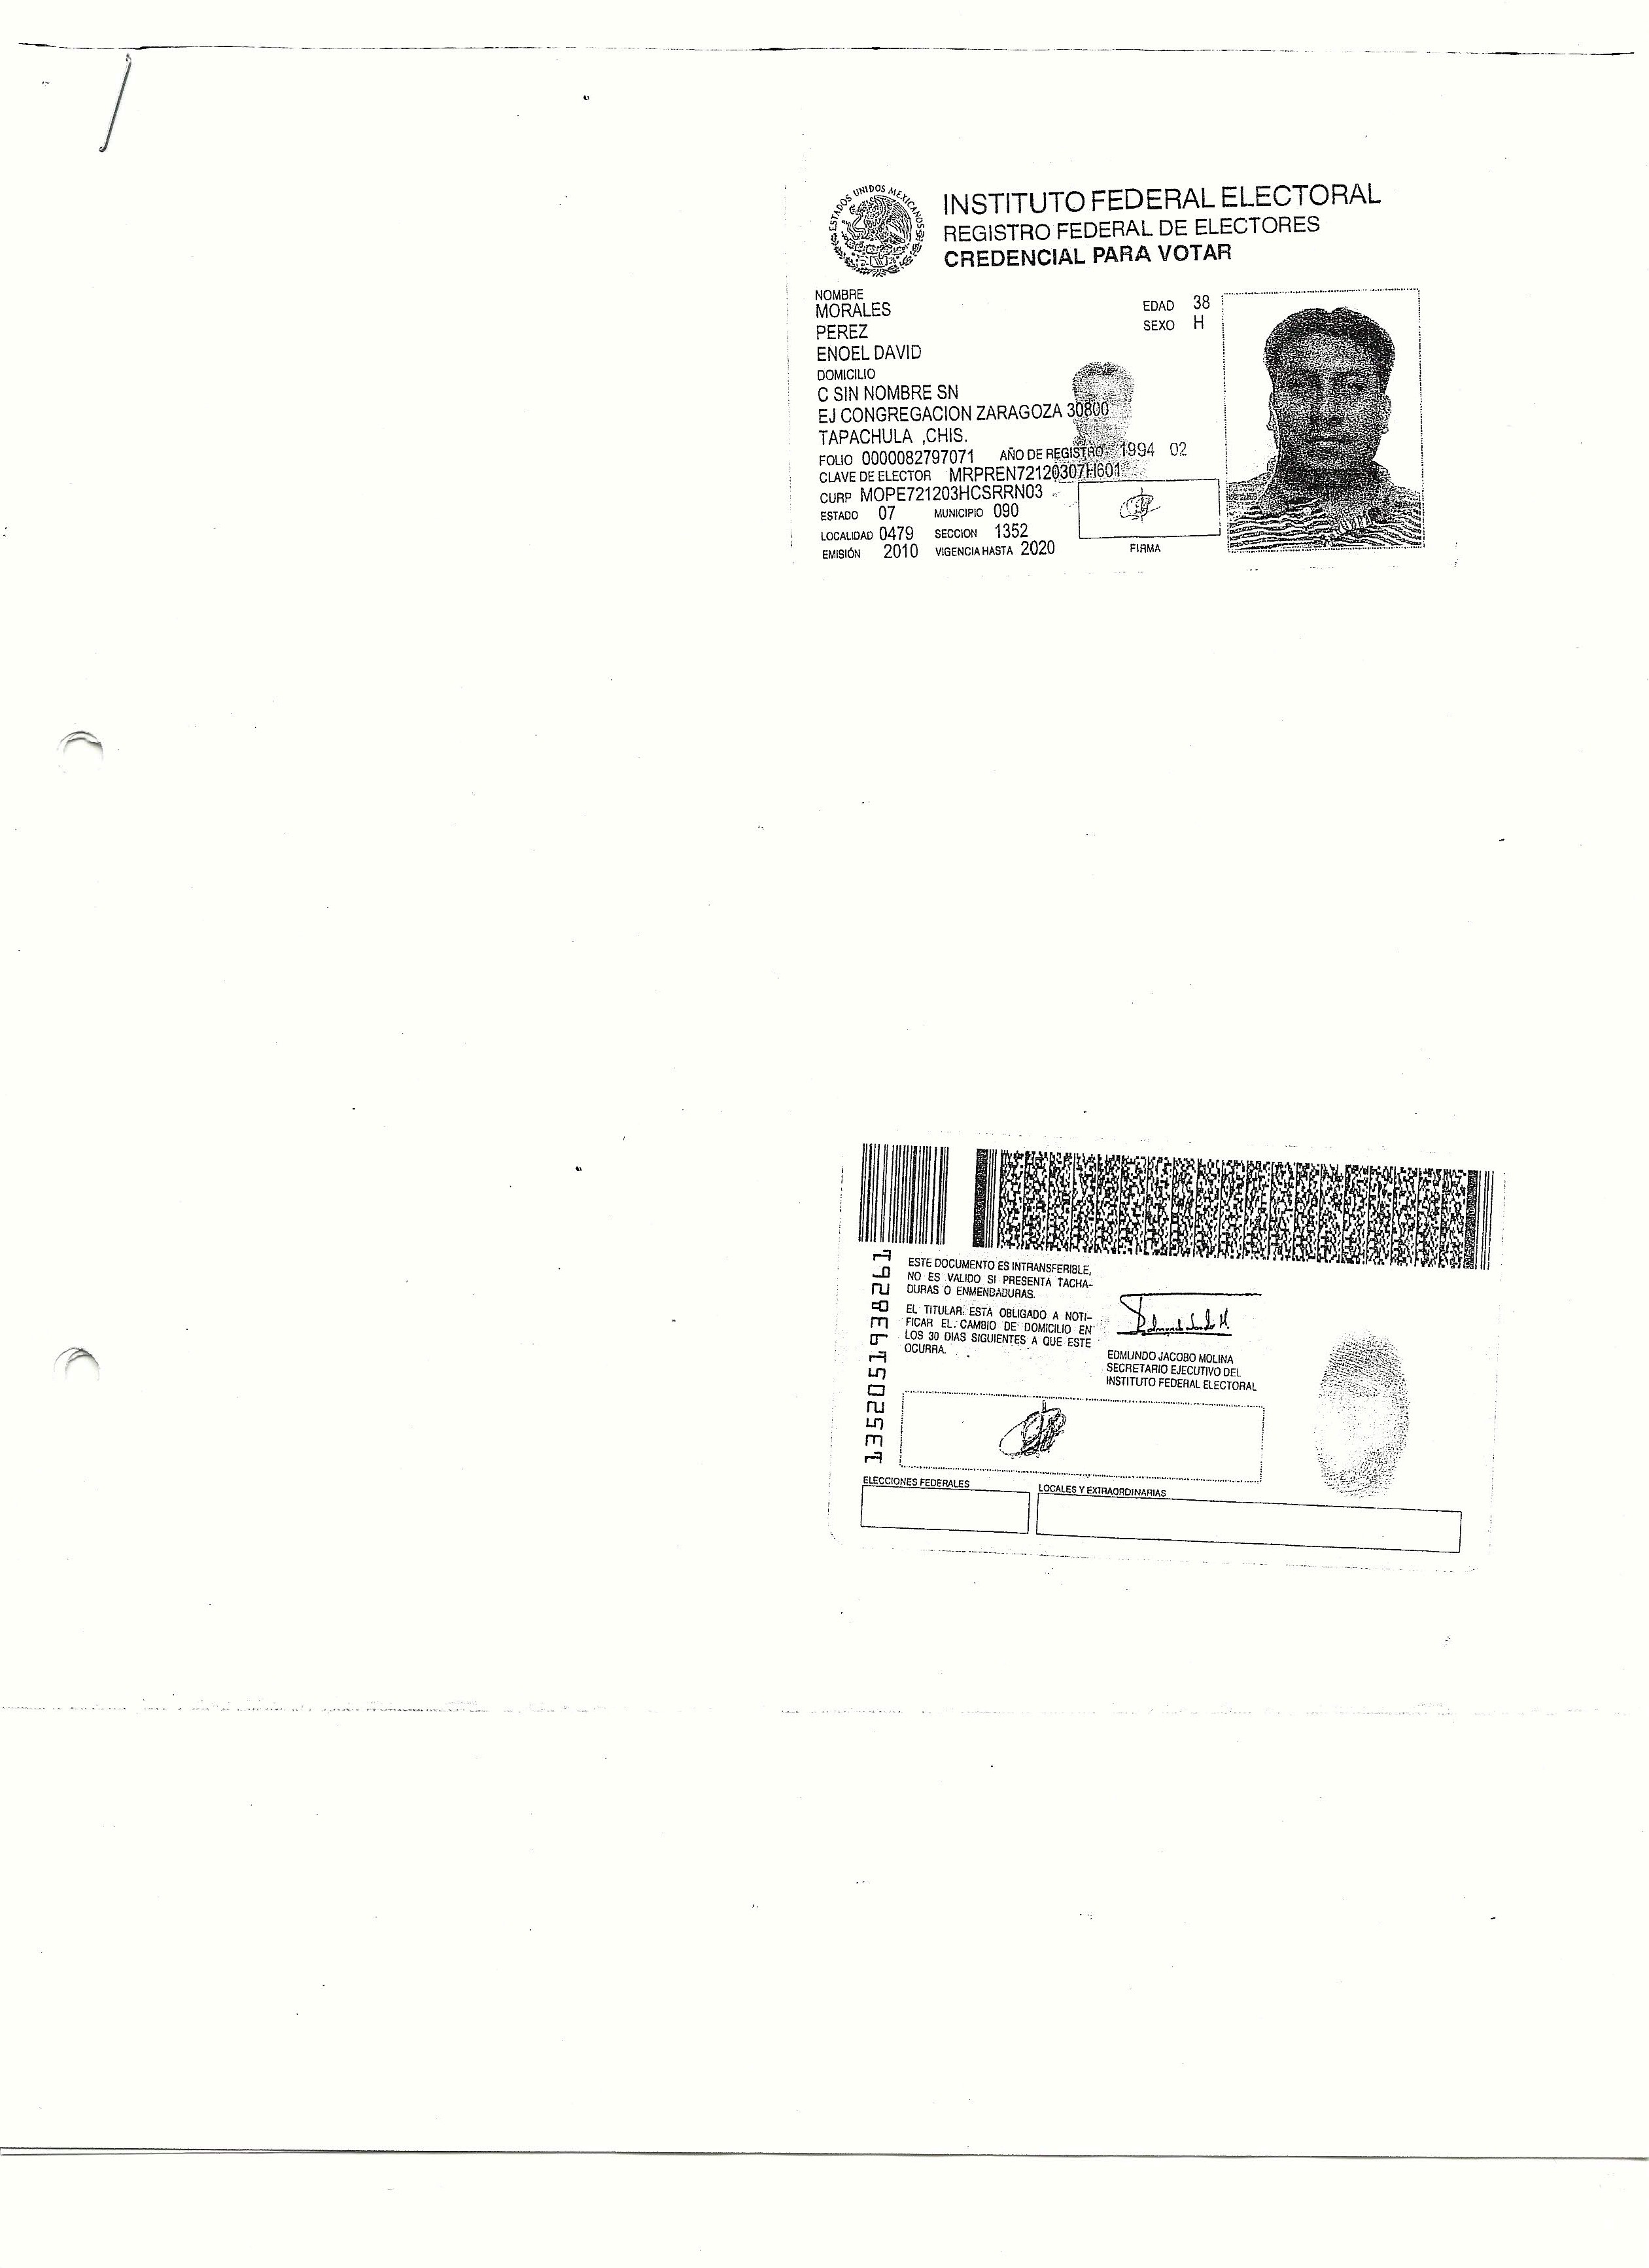 ESTADOS UNIDOS MEXICANOS
INSTITUTO FEDERAL ELECTORAL
REGISTRO FEDERAL DE ELECTORES
CREDENCIAL PARA VOTAR
NOMBRE
MORALES
PEREZ
ENOEL DAVID
EDAD 38
SEXO H
DOMICILIO
C SIN NOMBRE SN
EJ CONGREGACION ZARAGOZA 30800
TAPACHULA ,CHIS.
FOLIO 0000082797071 AÑO DE REGISTRO 1994 02
CLAVE DE ELECTOR MRPREN72120307H601
CURP MOPE721203HCSRRN03
ESTADO 07 MUNICIPIO 090
LOCALIDAD 0479 SECCION 1352
EMISIÓN 2010 VIGENCIA HASTA 2020
FIRMA
1352051938261
ESTE DOCUMENTO ES INTRANSFERIBLE,
NO ES VALIDO SI PRESENTA TACHA-
DURAS O ENMENDADURAS.
EL TITULAR ESTA OBLIGADO A NOTI-
FICAR EL CAMBIO DE DOMICILIO EN
LOS 30 DIAS SIGUIENTES A QUE ESTE
OCURRA.
EDMUNDO JACOBO MOLINA
SECRETARIO EJECUTIVO DEL
INSTITUTO FEDERAL ELECTORAL
ELECCIONES FEDERALES
LOCALES Y EXTRAORDINARIAS